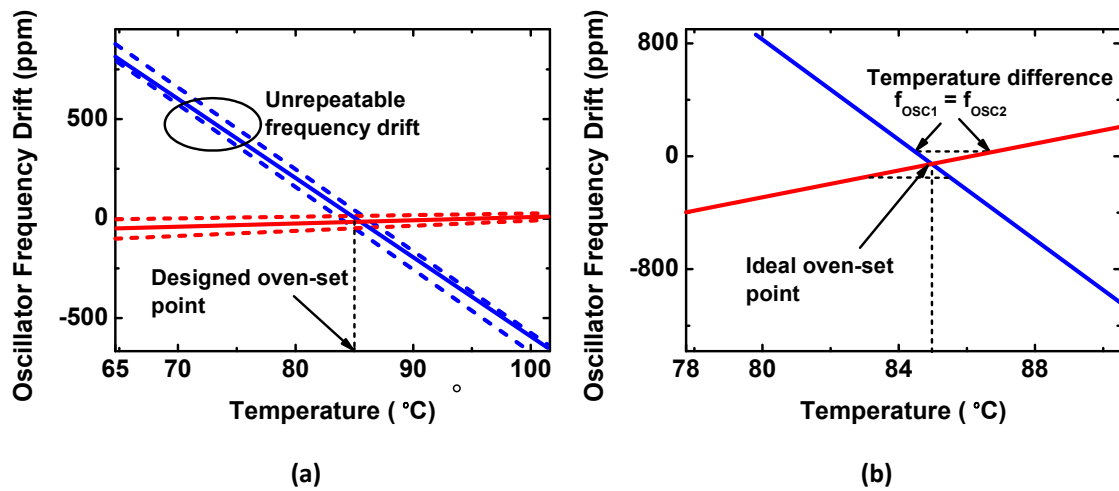 Oscillator Frequency Drift (ppm)
500
0
-500
65 70 80 90 100
Temperature ( °C)
°
Unrepeatable
frequency drift
Designed oven-set
point
(a)
Oscillator Frequency Drift (ppm)
800
0
-800
78 80 84 88
Temperature ( °C)
Temperature difference
fOSC1 = fOSC2
Ideal oven-set
point
(b)